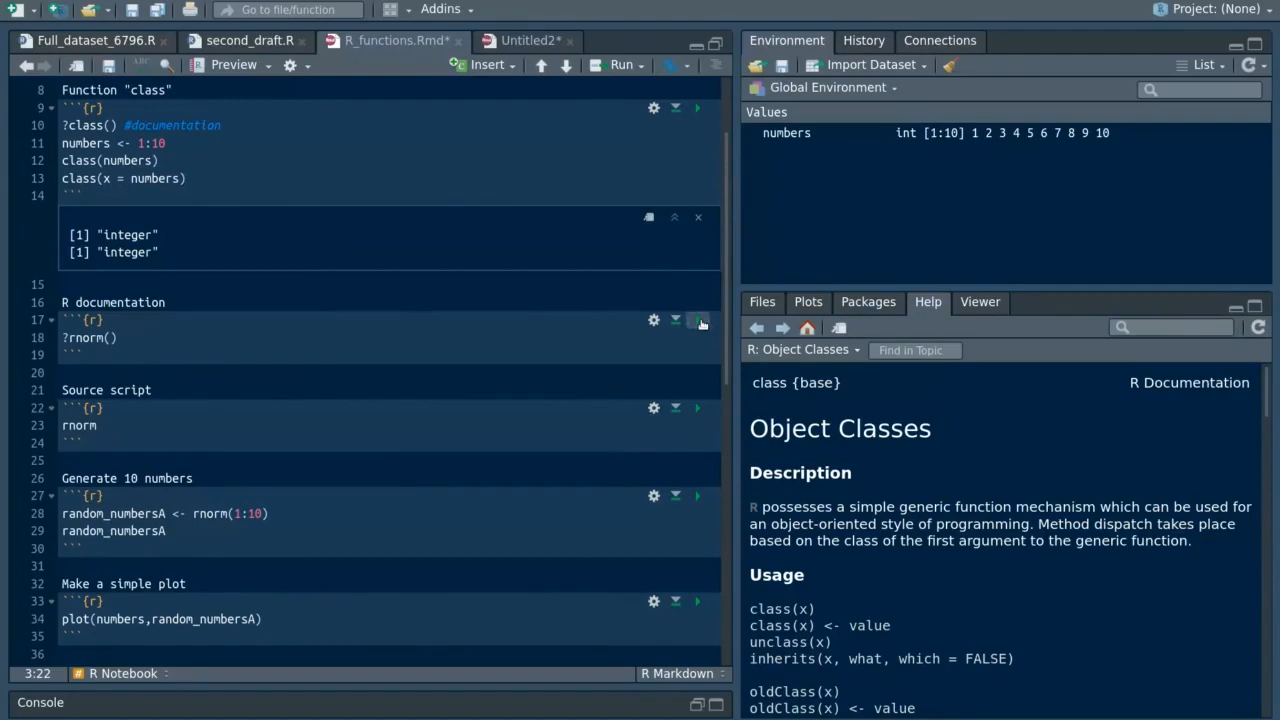 Go to file/function
Addins
Project: (None)
Full_dataset_6796.R
second_draft.R
R_functions.Rmd*
Untitled2*
ABC
Preview
Insert
Run
8 Function "class"
9 ```{r}
10 ?class() #documentation
11 numbers <- 1:10
12 class(numbers)
13 class(x = numbers)
14 ```
[1] "integer"
[1] "integer"
15
16 R documentation
17 ```{r}
18 ?rnorm()
19 ```
20
21 Source script
22 ```{r}
23 rnorm
24 ```
25
26 Generate 10 numbers
27 ```{r}
28 random_numbersA <- rnorm(1:10)
29 random_numbersA
30 ```
31
32 Make a simple plot
33 ```{r}
34 plot(numbers,random_numbersA)
35 ```
36
3:22
# R Notebook
R Markdown
Console
Environment
History
Connections
Import Dataset
List
Global Environment
Values
numbers int [1:10] 1 2 3 4 5 6 7 8 9 10
Files
Plots
Packages
Help
Viewer
R: Object Classes
Find in Topic
class {base}
R Documentation
Object Classes
Description
R possesses a simple generic function mechanism which can be used for
an object-oriented style of programming. Method dispatch takes place
based on the class of the first argument to the generic function.
Usage
class(x)
class(x) <- value
unclass(x)
inherits(x, what, which = FALSE)
oldClass(x)
oldClass(x) <- value